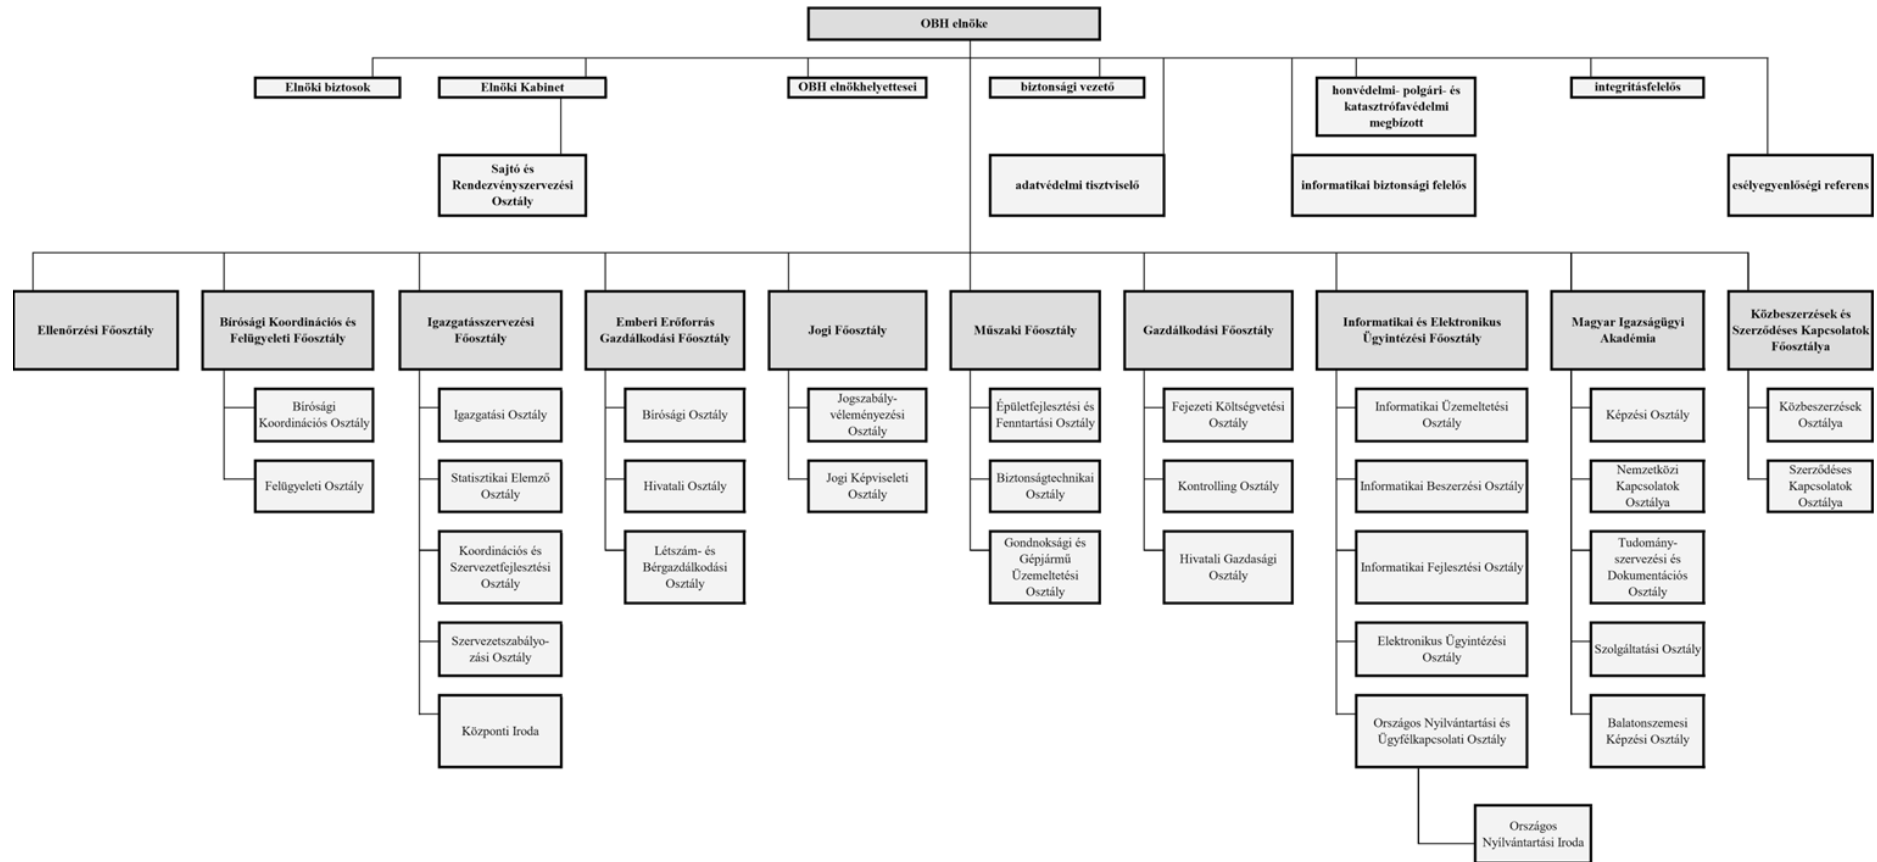 OBH elnöke
Elnöki biztosok
Elnöki Kabinet
OBH elnökhelyettesei
biztonsági vezető
honvédelmi- polgári- és
katasztrófavédelmi
megbízott
integritásfelelős
Sajtó és
Rendezvényszervezési
Osztály
adatvédelmi tisztviselő
informatikai biztonsági felelős
esélyegyenlőségi referens
Ellenőrzési Főosztály
Bírósági Koordinációs és
Felügyeleti Főosztály
Igazgatásszervezési
Főosztály
Emberi Erőforrás
Gazdálkodási Főosztály
Jogi Főosztály
Műszaki Főosztály
Gazdálkodási Főosztály
Informatikai és Elektronikus
Ügyintézési Főosztály
Magyar Igazságügyi
Akadémia
Közbeszerzések és
Szerződéses Kapcsolatok
Főosztálya
Bírósági
Koordinációs Osztály
Felügyeleti Osztály
Igazgatási Osztály
Statisztikai Elemző
Osztály
Koordinációs és
Szervezetfejlesztési
Osztály
Szervezetszabályo-
zási Osztály
Központi Iroda
Bírósági Osztály
Hivatali Osztály
Létszám- és
Bérgazdálkodási
Osztály
Jogszabály-
véleményezési
Osztály
Jogi Képviseleti
Osztály
Épületfejlesztési és
Fenntartási Osztály
Biztonságtechnikai
Osztály
Gondnoksági és
Gépjármű
Üzemeltetési
Osztály
Fejezeti Költségvetési
Osztály
Kontrolling Osztály
Hivatali Gazdasági
Osztály
Informatikai Üzemeltetési
Osztály
Informatikai Beszerzési Osztály
Informatikai Fejlesztési Osztály
Elektronikus Ügyintézési
Osztály
Országos Nyilvántartási és
Ügyfélkapcsolati Osztály
Országos
Nyílvántartási Iroda
Képzési Osztály
Nemzetközi
Kapcsolatok
Osztálya
Tudomány-
szervezési és
Dokumentációs
Osztály
Szolgáltatási Osztály
Balatonszemesi
Képzési Osztály
Közbeszerzések
Osztálya
Szerződéses
Kapcsolatok
Osztálya